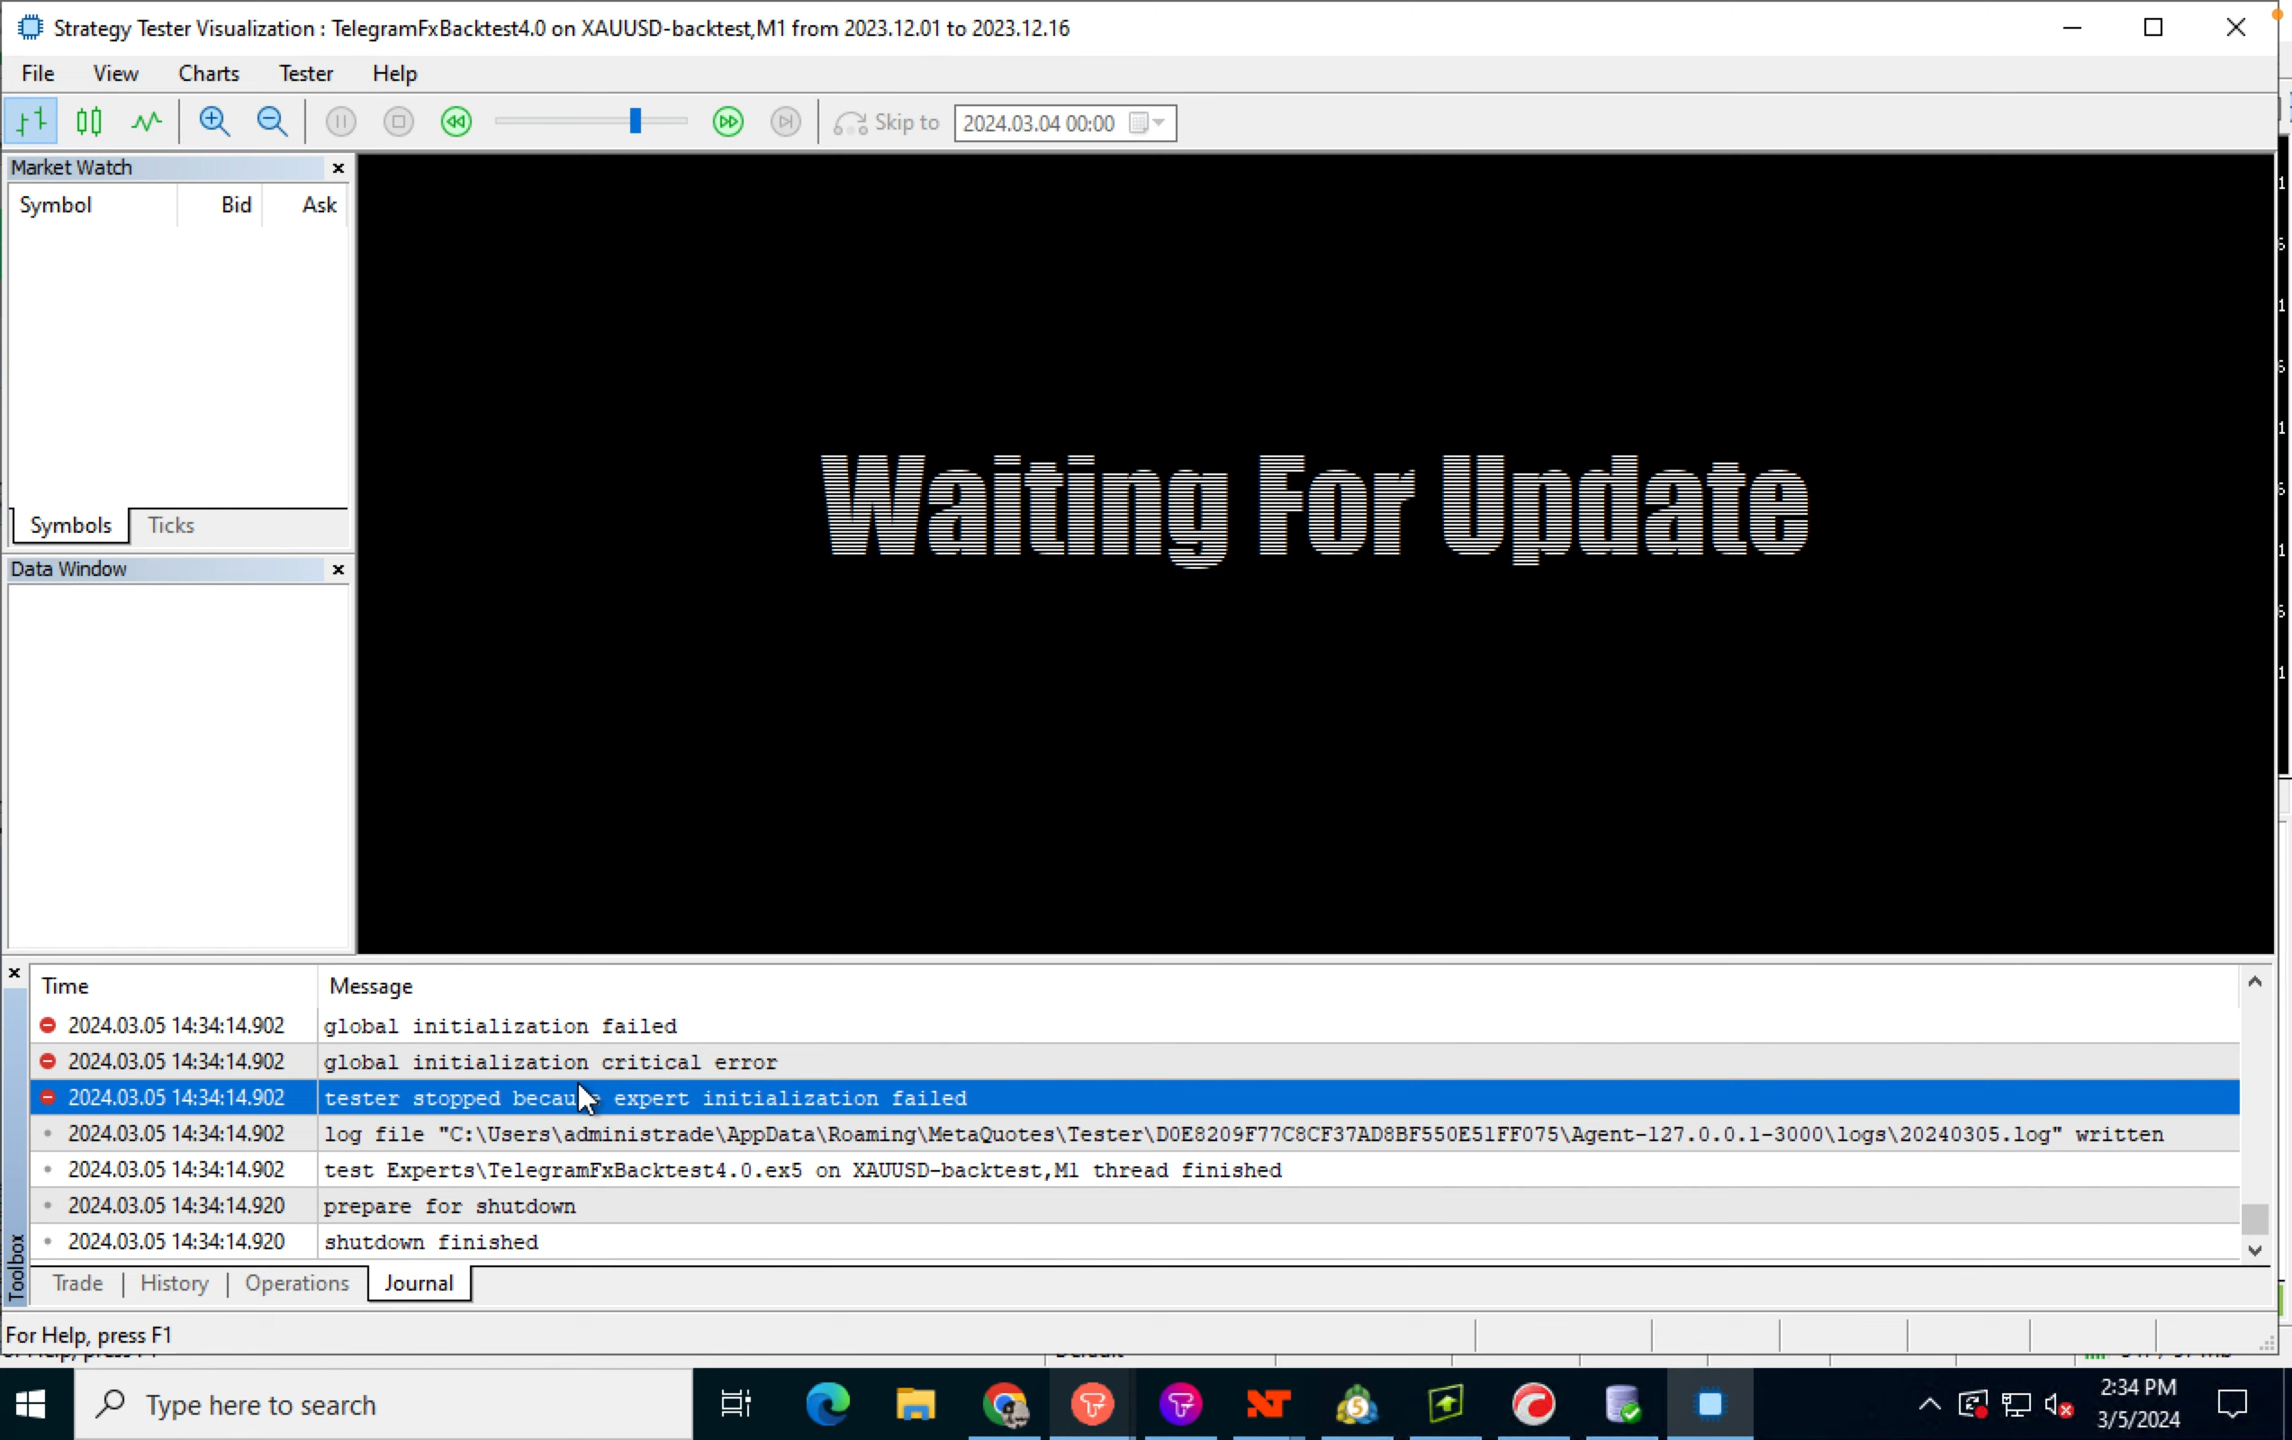 Strategy Tester Visualization : TelegramFxBacktest4.0 on XAUUSD-backtest,M1 from 2023.12.01 to 2023.12.16
File View Charts Tester Help
Skip to 2024.03.04 00:00
Market Watch
Symbol Bid Ask
Symbols Ticks
Data Window
Waiting For Update
Time Message
2024.03.05 14:34:14.902 global initialization failed
2024.03.05 14:34:14.902 global initialization critical error
2024.03.05 14:34:14.902 tester stopped expert initialization failed
2024.03.05 14:34:14.902 log file "C:\Users\administrade\AppData\Roaming\MetaQuotes\Tester\D0E8209F77C8CF37AD8BF550E51FF075\Agent-127.0.0.1-3000\logs\20240305.log" written
2024.03.05 14:34:14.902 test Experts\TelegramFxBacktest4.0.ex5 on XAUUSD-backtest,M1 thread finished
2024.03.05 14:34:14.920 prepare for shutdown
2024.03.05 14:34:14.920 shutdown finished
Toolbox
Trade History Operations Journal
For Help, press F1
Type here to search
2:34 PM
3/5/2024